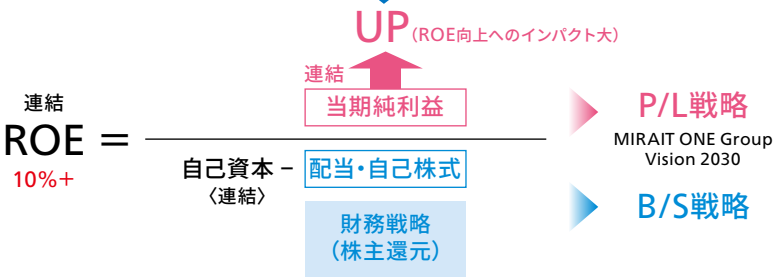 UP(ROE向上へのインパクト大)
連結
当期純利益
連結
ROE =
10%+
自己資本 − 配当・自己株式
〈連結〉
財務戦略
(株主還元)
P/L戦略
MIRAIT ONE Group
Vision 2030
B/S戦略